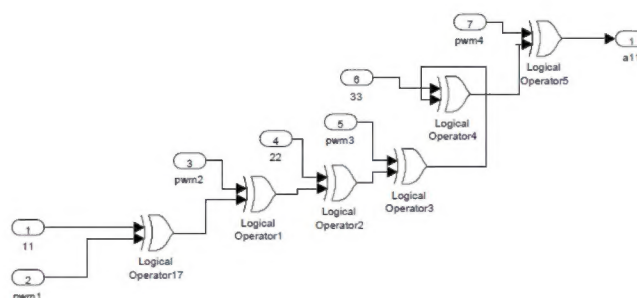 7
pwm4
1
a11
Logical
Operator5
6
33
Logical
Operator4
5
pwm3
4
22
Logical
Operator3
3
pwm2
Logical
Operator2
Logical
Operator1
1
11
Logical
Operator17
2
pwm1